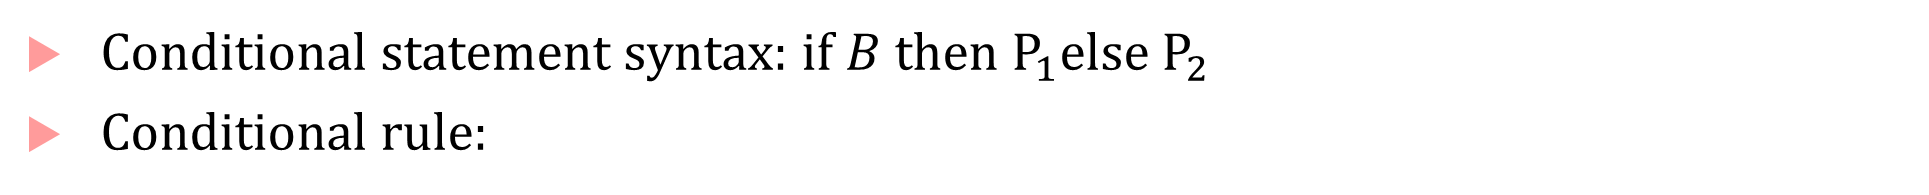 Conditional statement syntax: if B then P₁ else P₂
Conditional rule: